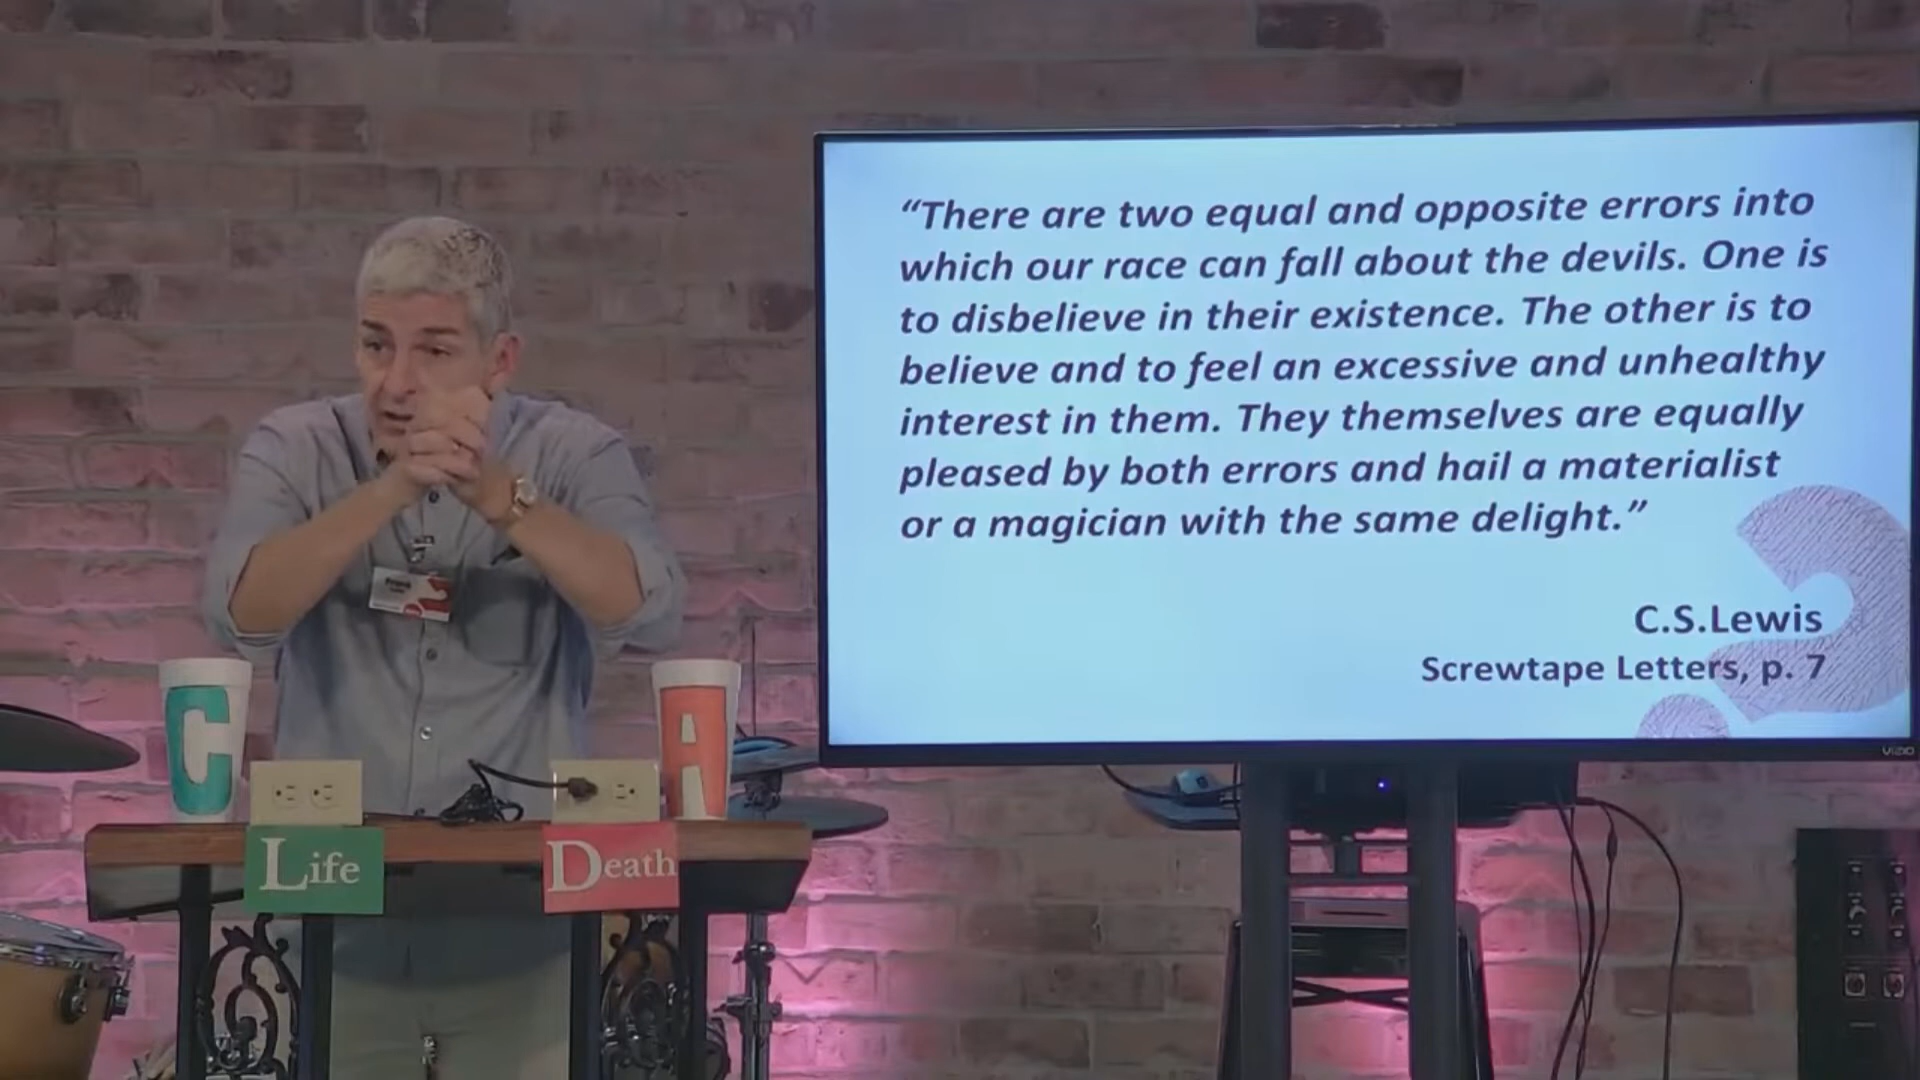 “There are two equal and opposite errors into
which our race can fall about the devils. One is
to disbelieve in their existence. The other is to
believe and to feel an excessive and unhealthy
interest in them. They themselves are equally
pleased by both errors and hail a materialist
or a magician with the same delight.”
C.S.Lewis
Screwtape Letters, p. 7
VIZIO
C
A
Life
Death